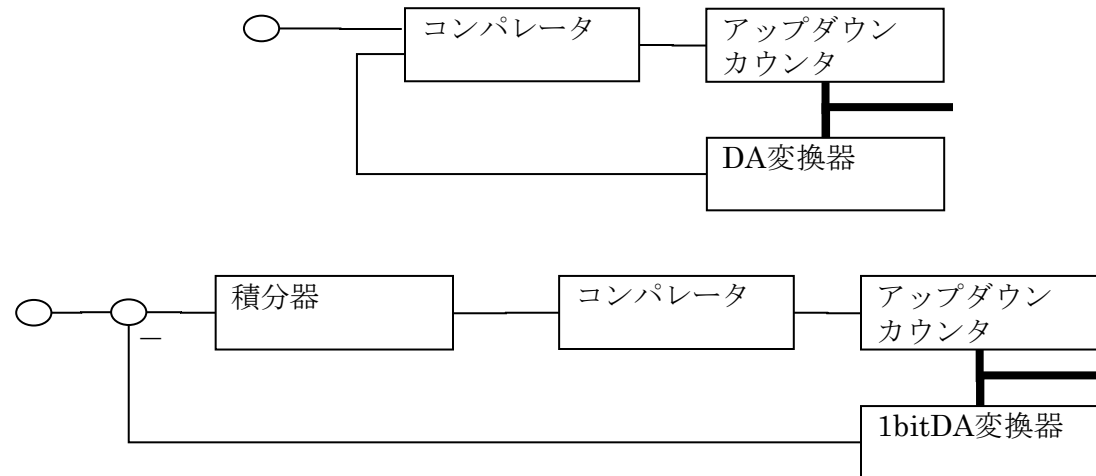 コンパレータ
アップダウン
カウンタ
DA変換器
積分器
コンパレータ
アップダウン
カウンタ
−
1bitDA変換器